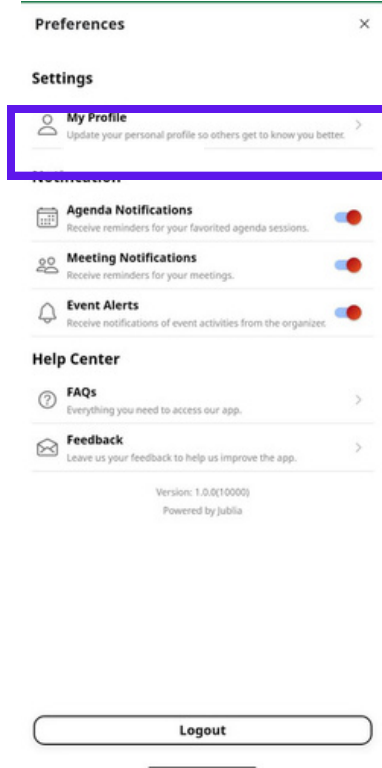 Preferences
Settings
My Profile
Update your personal profile so others get to know you better.
Notification
Agenda Notifications
Receive reminders for your favorited agenda sessions.
Meeting Notifications
Receive reminders for your meetings.
Event Alerts
Receive notifications of event activities from the organizer.
Help Center
FAQs
Everything you need to access our app.
Feedback
Leave us your feedback to help us improve the app.
Version: 1.0.0(10000)
Powered by Jublia
Logout